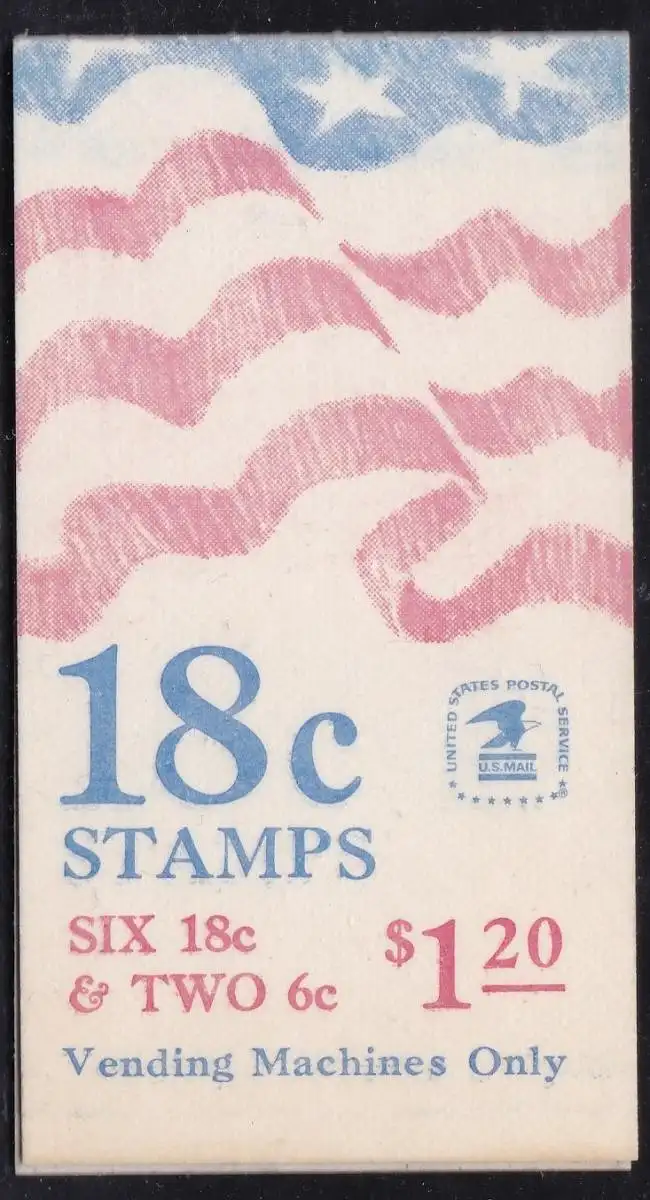 18c
STAMPS
UNITED STATES POSTAL SERVICE ®
U.S.MAIL
SIX 18c
& TWO 6c
$1 20
Vending Machines Only